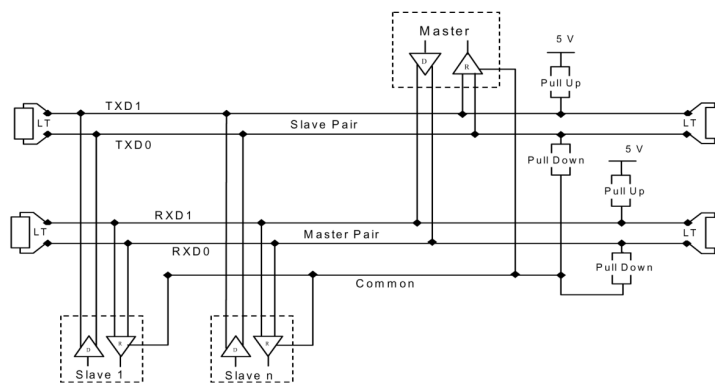 Master
5 V
D
R
Pull Up
TXD1
LT
Slave Pair
LT
TXD0
5 V
Pull Down
Pull Up
RXD1
LT
Master Pair
LT
RXD0
Pull Down
Common
D
R
D
R
Slave 1
Slave n